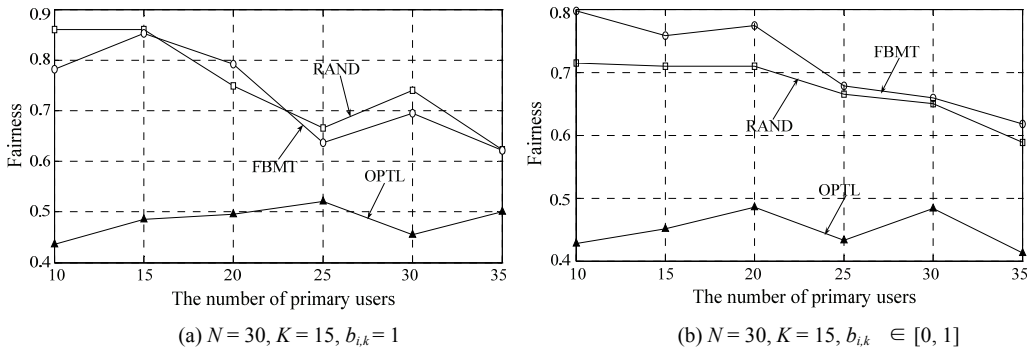 0.9
0.8
0.7
0.6
0.5
0.4
Fairness
RAND
FBMT
OPTL
10 15 20 25 30 35
The number of primary users
(a) N = 30, K = 15, b_{i,k} = 1
0.8
0.7
0.6
0.5
0.4
Fairness
FBMT
RAND
OPTL
10 15 20 25 30 35
The number of primary users
(b) N = 30, K = 15, b_{i,k} ∈ [0, 1]